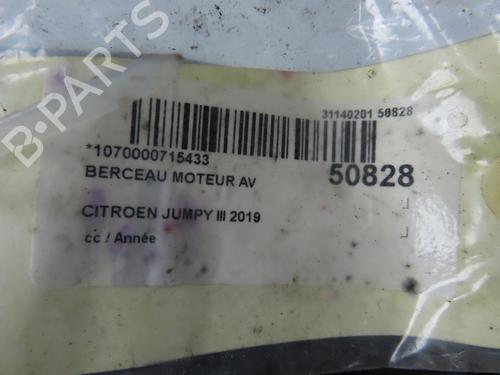 B-PARTS
31140201 50828
*1070000715433
BERCEAU MOTEUR AV
50828
CITROEN JUMPY III 2019
cc / Année